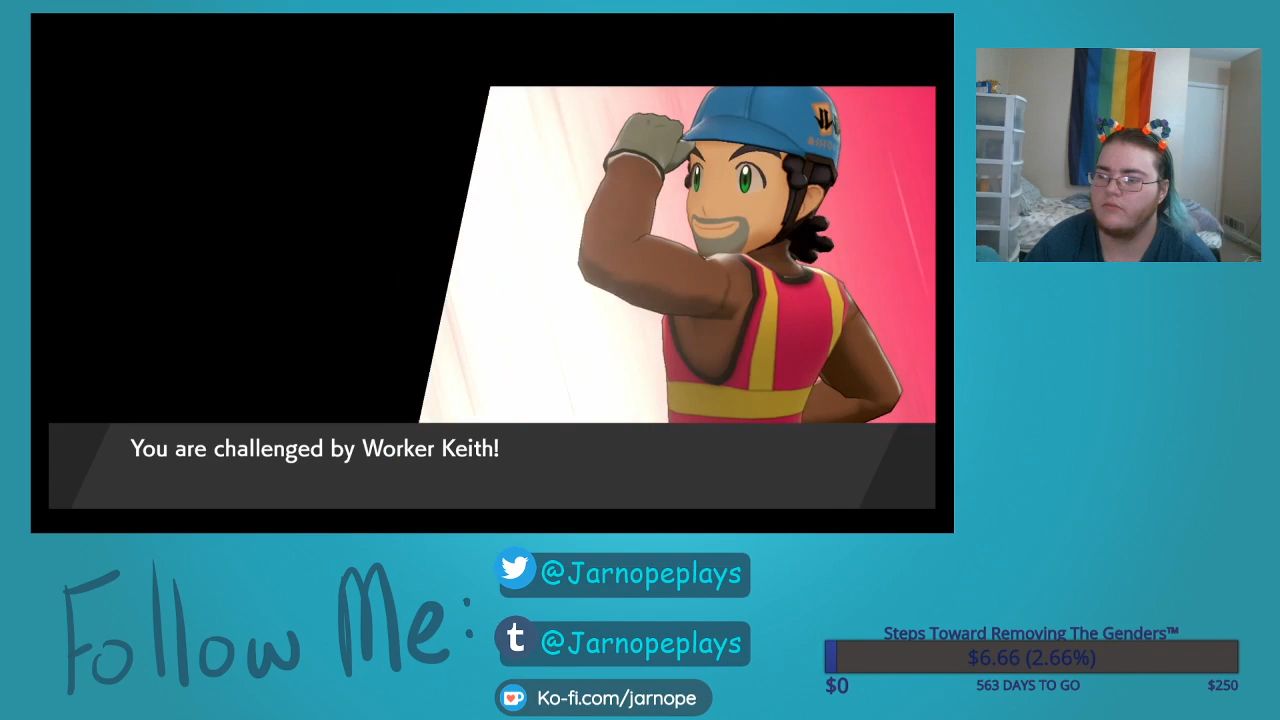 You are challenged by Worker Keith!
Follow Me:
@Jarnopeplays
@Jarnopeplays
Ko-fi.com/jarnope
Steps Toward Removing The Genders™
$6.66 (2.66%)
$0
563 DAYS TO GO
$250